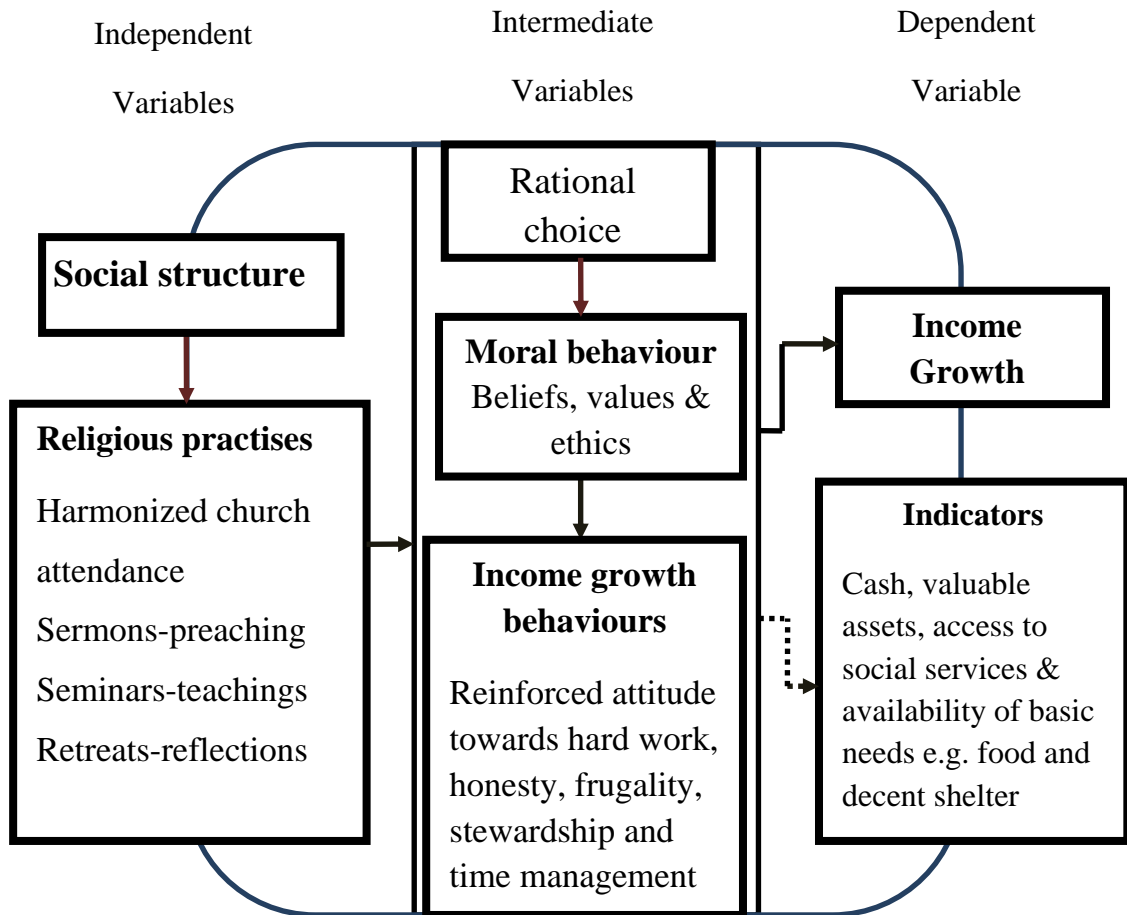 Independent
Variables
Intermediate
Variables
Dependent
Variable
Social structure
Religious practises
Harmonized church
attendance
Sermons-preaching
Seminars-teachings
Retreats-reflections
Rational
choice
Moral behaviour
Beliefs, values &
ethics
Income growth
behaviours
Reinforced attitude
towards hard work,
honesty, frugality,
stewardship and
time management
Income
Growth
Indicators
Cash, valuable
assets, access to
social services &
availability of basic
needs e.g. food and
decent shelter